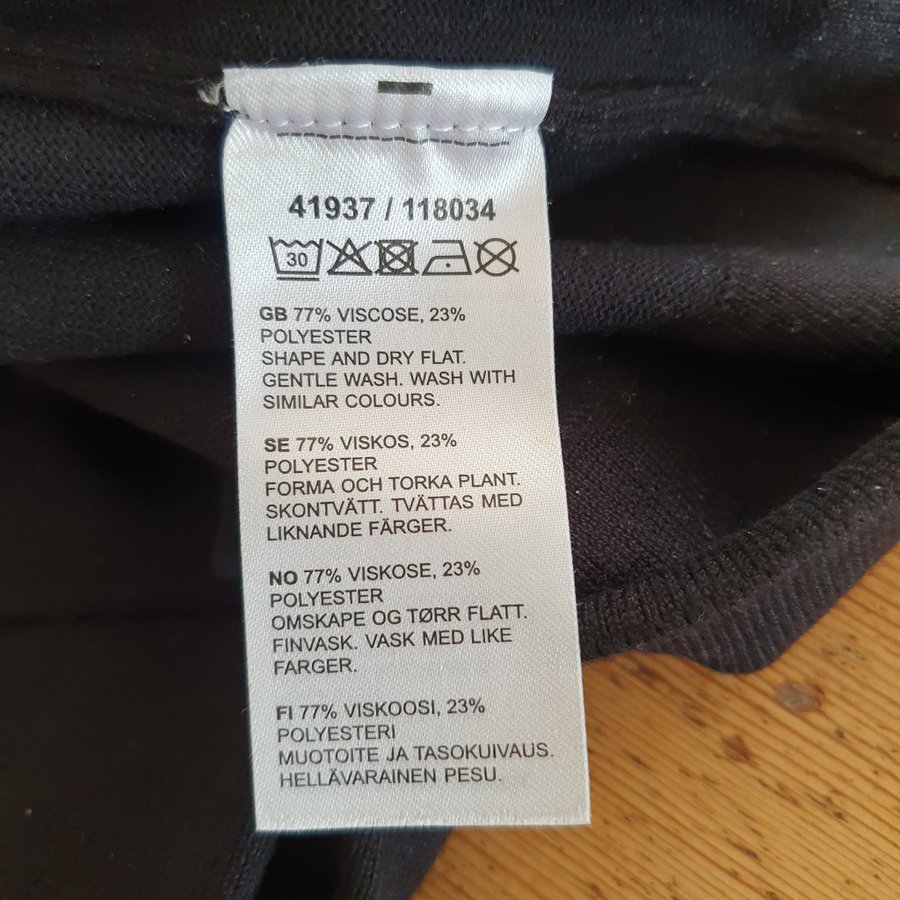 41937 / 118034
30
GB 77% VISCOSE, 23%
POLYESTER
SHAPE AND DRY FLAT.
GENTLE WASH. WASH WITH
SIMILAR COLOURS.
SE 77% VISKOS, 23%
POLYESTER
FORMA OCH TORKA PLANT.
SKONTVÄTT. TVÄTTAS MED
LIKNANDE FÄRGER.
NO 77% VISKOSE, 23%
POLYESTER
OMSKAPE OG TØRR FLATT.
FINVASK. VASK MED LIKE
FARGER.
FI 77% VISKOOSI, 23%
POLYESTERI
MUOTOITE JA TASOKUIVAUS.
HELLÄVARAINEN PESU.